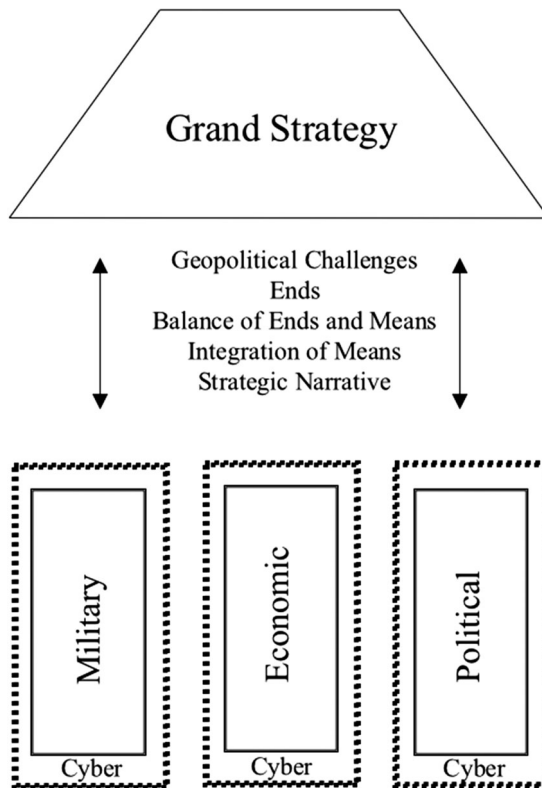 Grand Strategy
Geopolitical Challenges
Ends
Balance of Ends and Means
Integration of Means
Strategic Narrative
Military
Cyber
Economic
Cyber
Political
Cyber